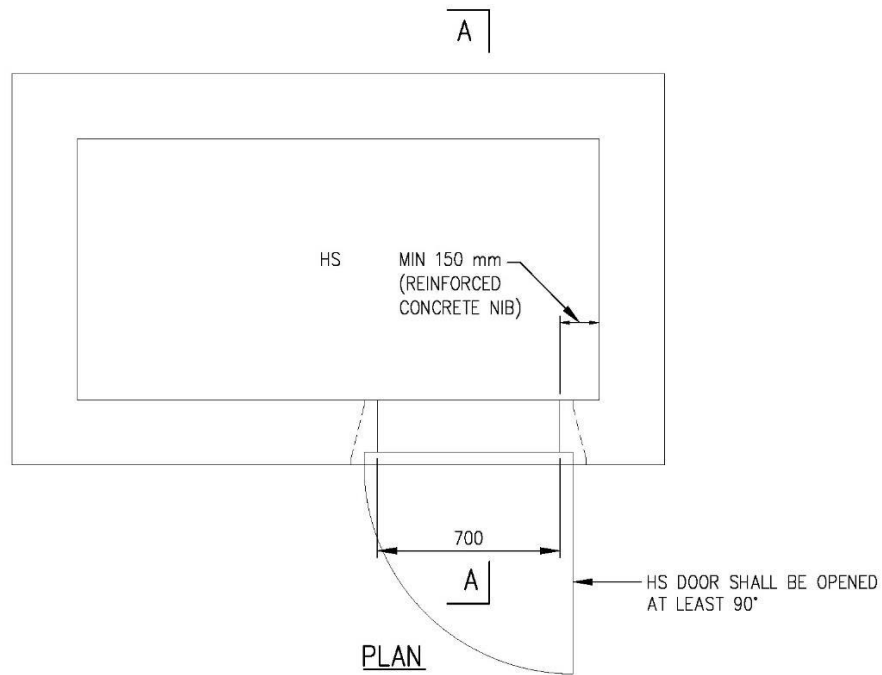 A
HS
MIN 150 mm
(REINFORCED
CONCRETE NIB)
700
A
HS DOOR SHALL BE OPENED
AT LEAST 90°
PLAN